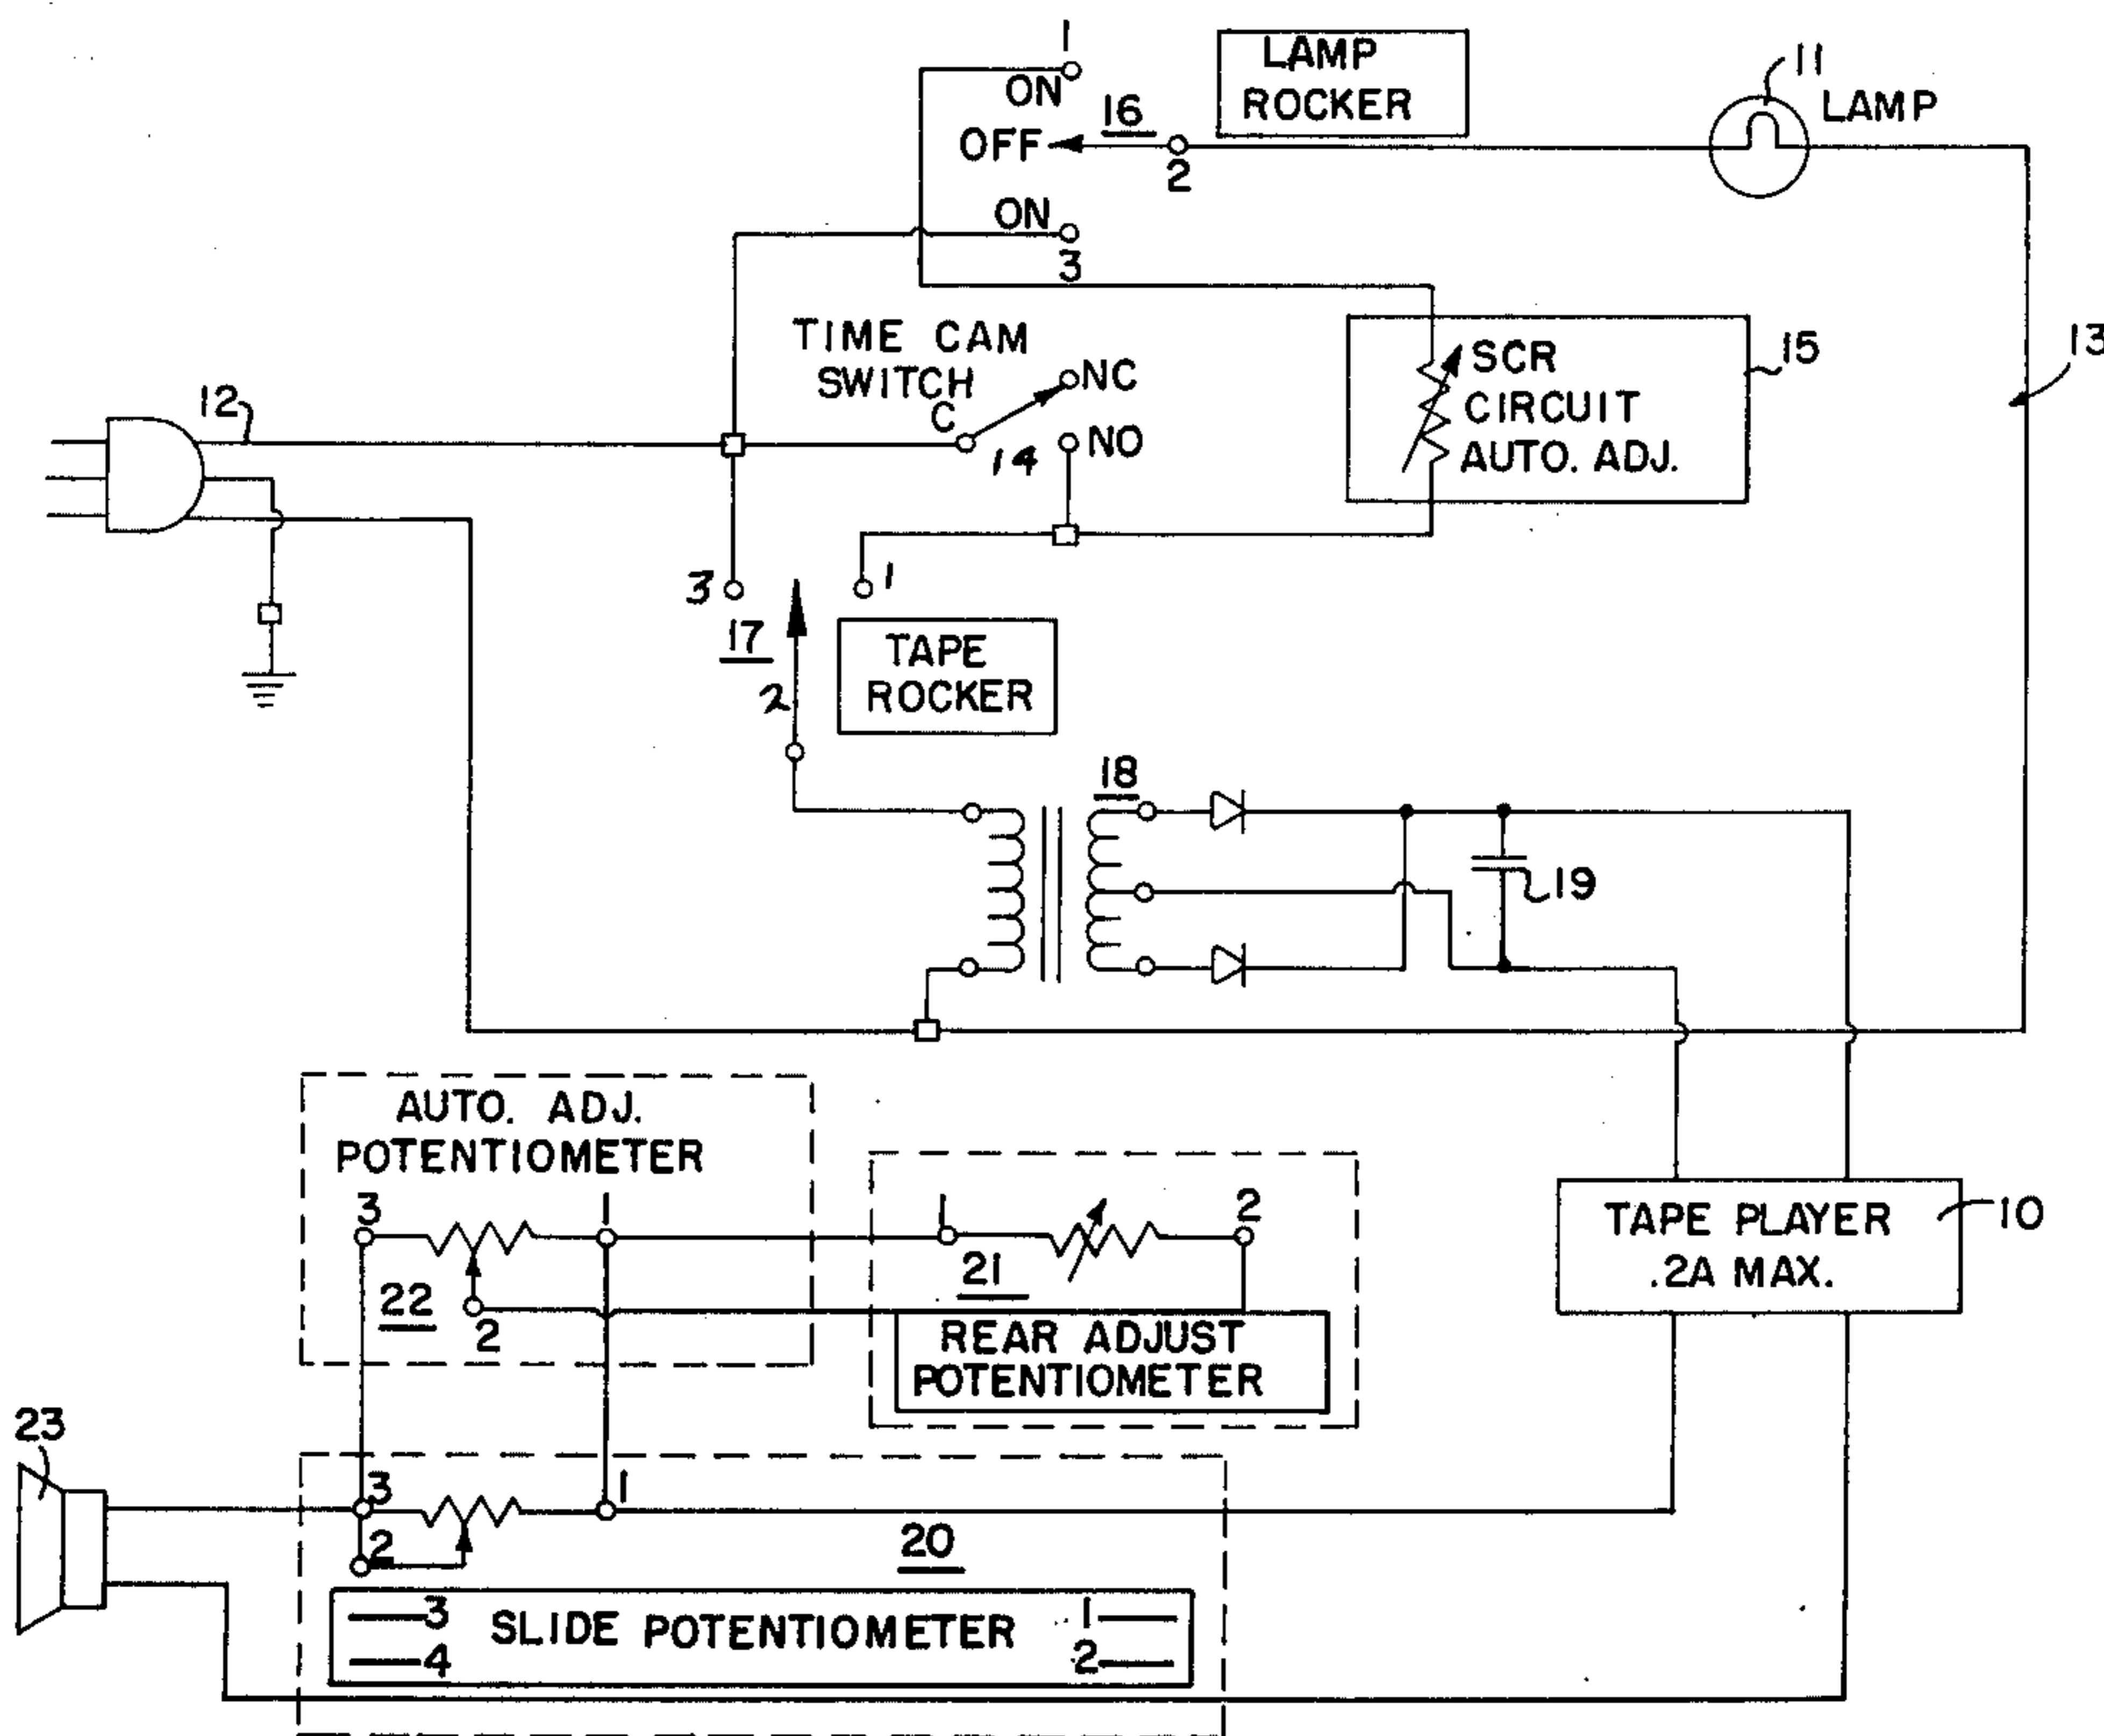 1
ON
LAMP
ROCKER
11
LAMP
16
OFF
2
ON
3
TIME CAM
SWITCH
C
NC
14
NO
SCR
CIRCUIT
AUTO. ADJ.
15
13
12
3
1
17
2
TAPE
ROCKER
18
19
AUTO. ADJ.
POTENTIOMETER
3
1
22
2
1
2
21
REAR ADJUST
POTENTIOMETER
TAPE PLAYER
.2A MAX.
10
23
3
1
2
20
3 SLIDE POTENTIOMETER 1
4 2